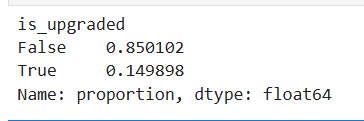 is_upgraded
False    0.850102
True     0.149898
Name: proportion, dtype: float64